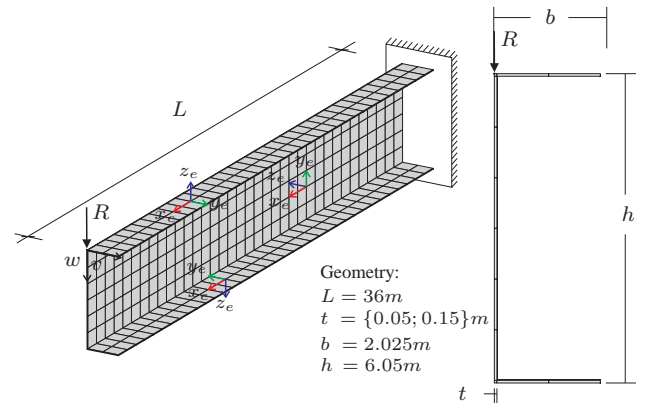 b
R
L
z_e
y_e
z_e
x_e
y_e
x_e
R
w
v
y_e
x_e
z_e
h
Geometry:
L = 36m
t = {0.05; 0.15}m
b = 2.025m
h = 6.05m
t